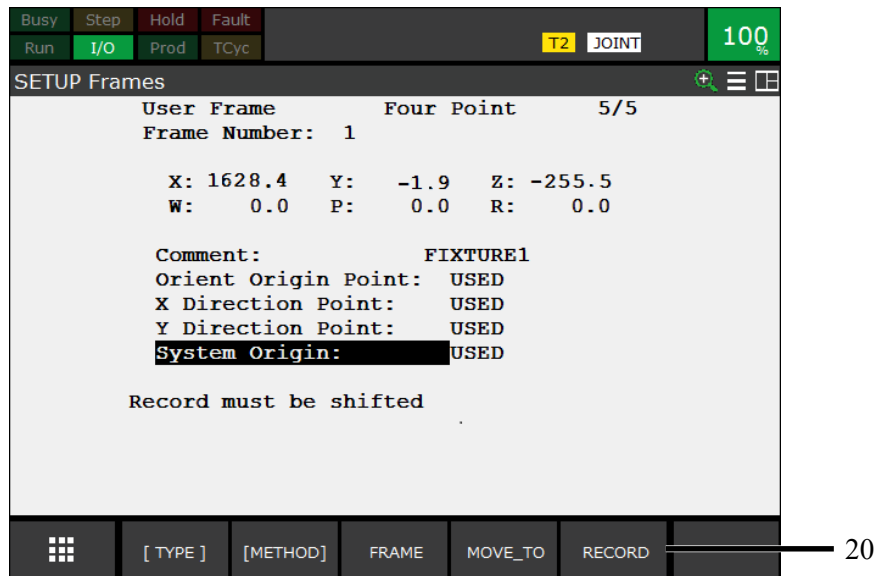 Busy Step Hold Fault
Run I/O Prod TCyc T2 JOINT 100%
SETUP Frames
User Frame Four Point 5/5
Frame Number: 1
X: 1628.4 Y: -1.9 Z: -255.5
W: 0.0 P: 0.0 R: 0.0
Comment: FIXTURE1
Orient Origin Point: USED
X Direction Point: USED
Y Direction Point: USED
System Origin: USED
Record must be shifted
[ TYPE ] [METHOD] FRAME MOVE_TO RECORD 20